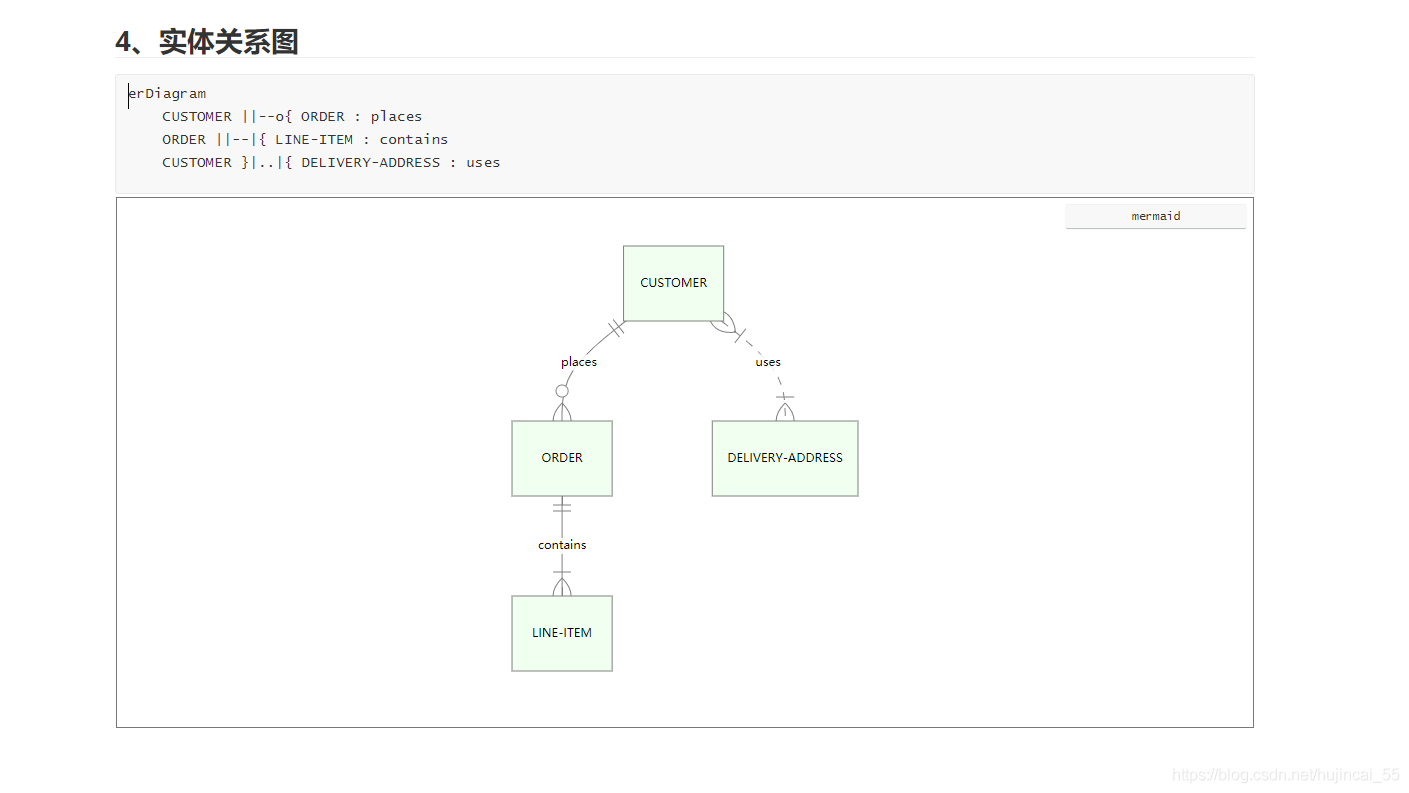 4、实体关系图
erDiagram
    CUSTOMER ||--o{ ORDER : places
    ORDER ||--|{ LINE-ITEM : contains
    CUSTOMER }|..|{ DELIVERY-ADDRESS : uses
mermaid
CUSTOMER
places
uses
ORDER
DELIVERY-ADDRESS
contains
LINE-ITEM
https://blog.csdn.net/hujincai_55